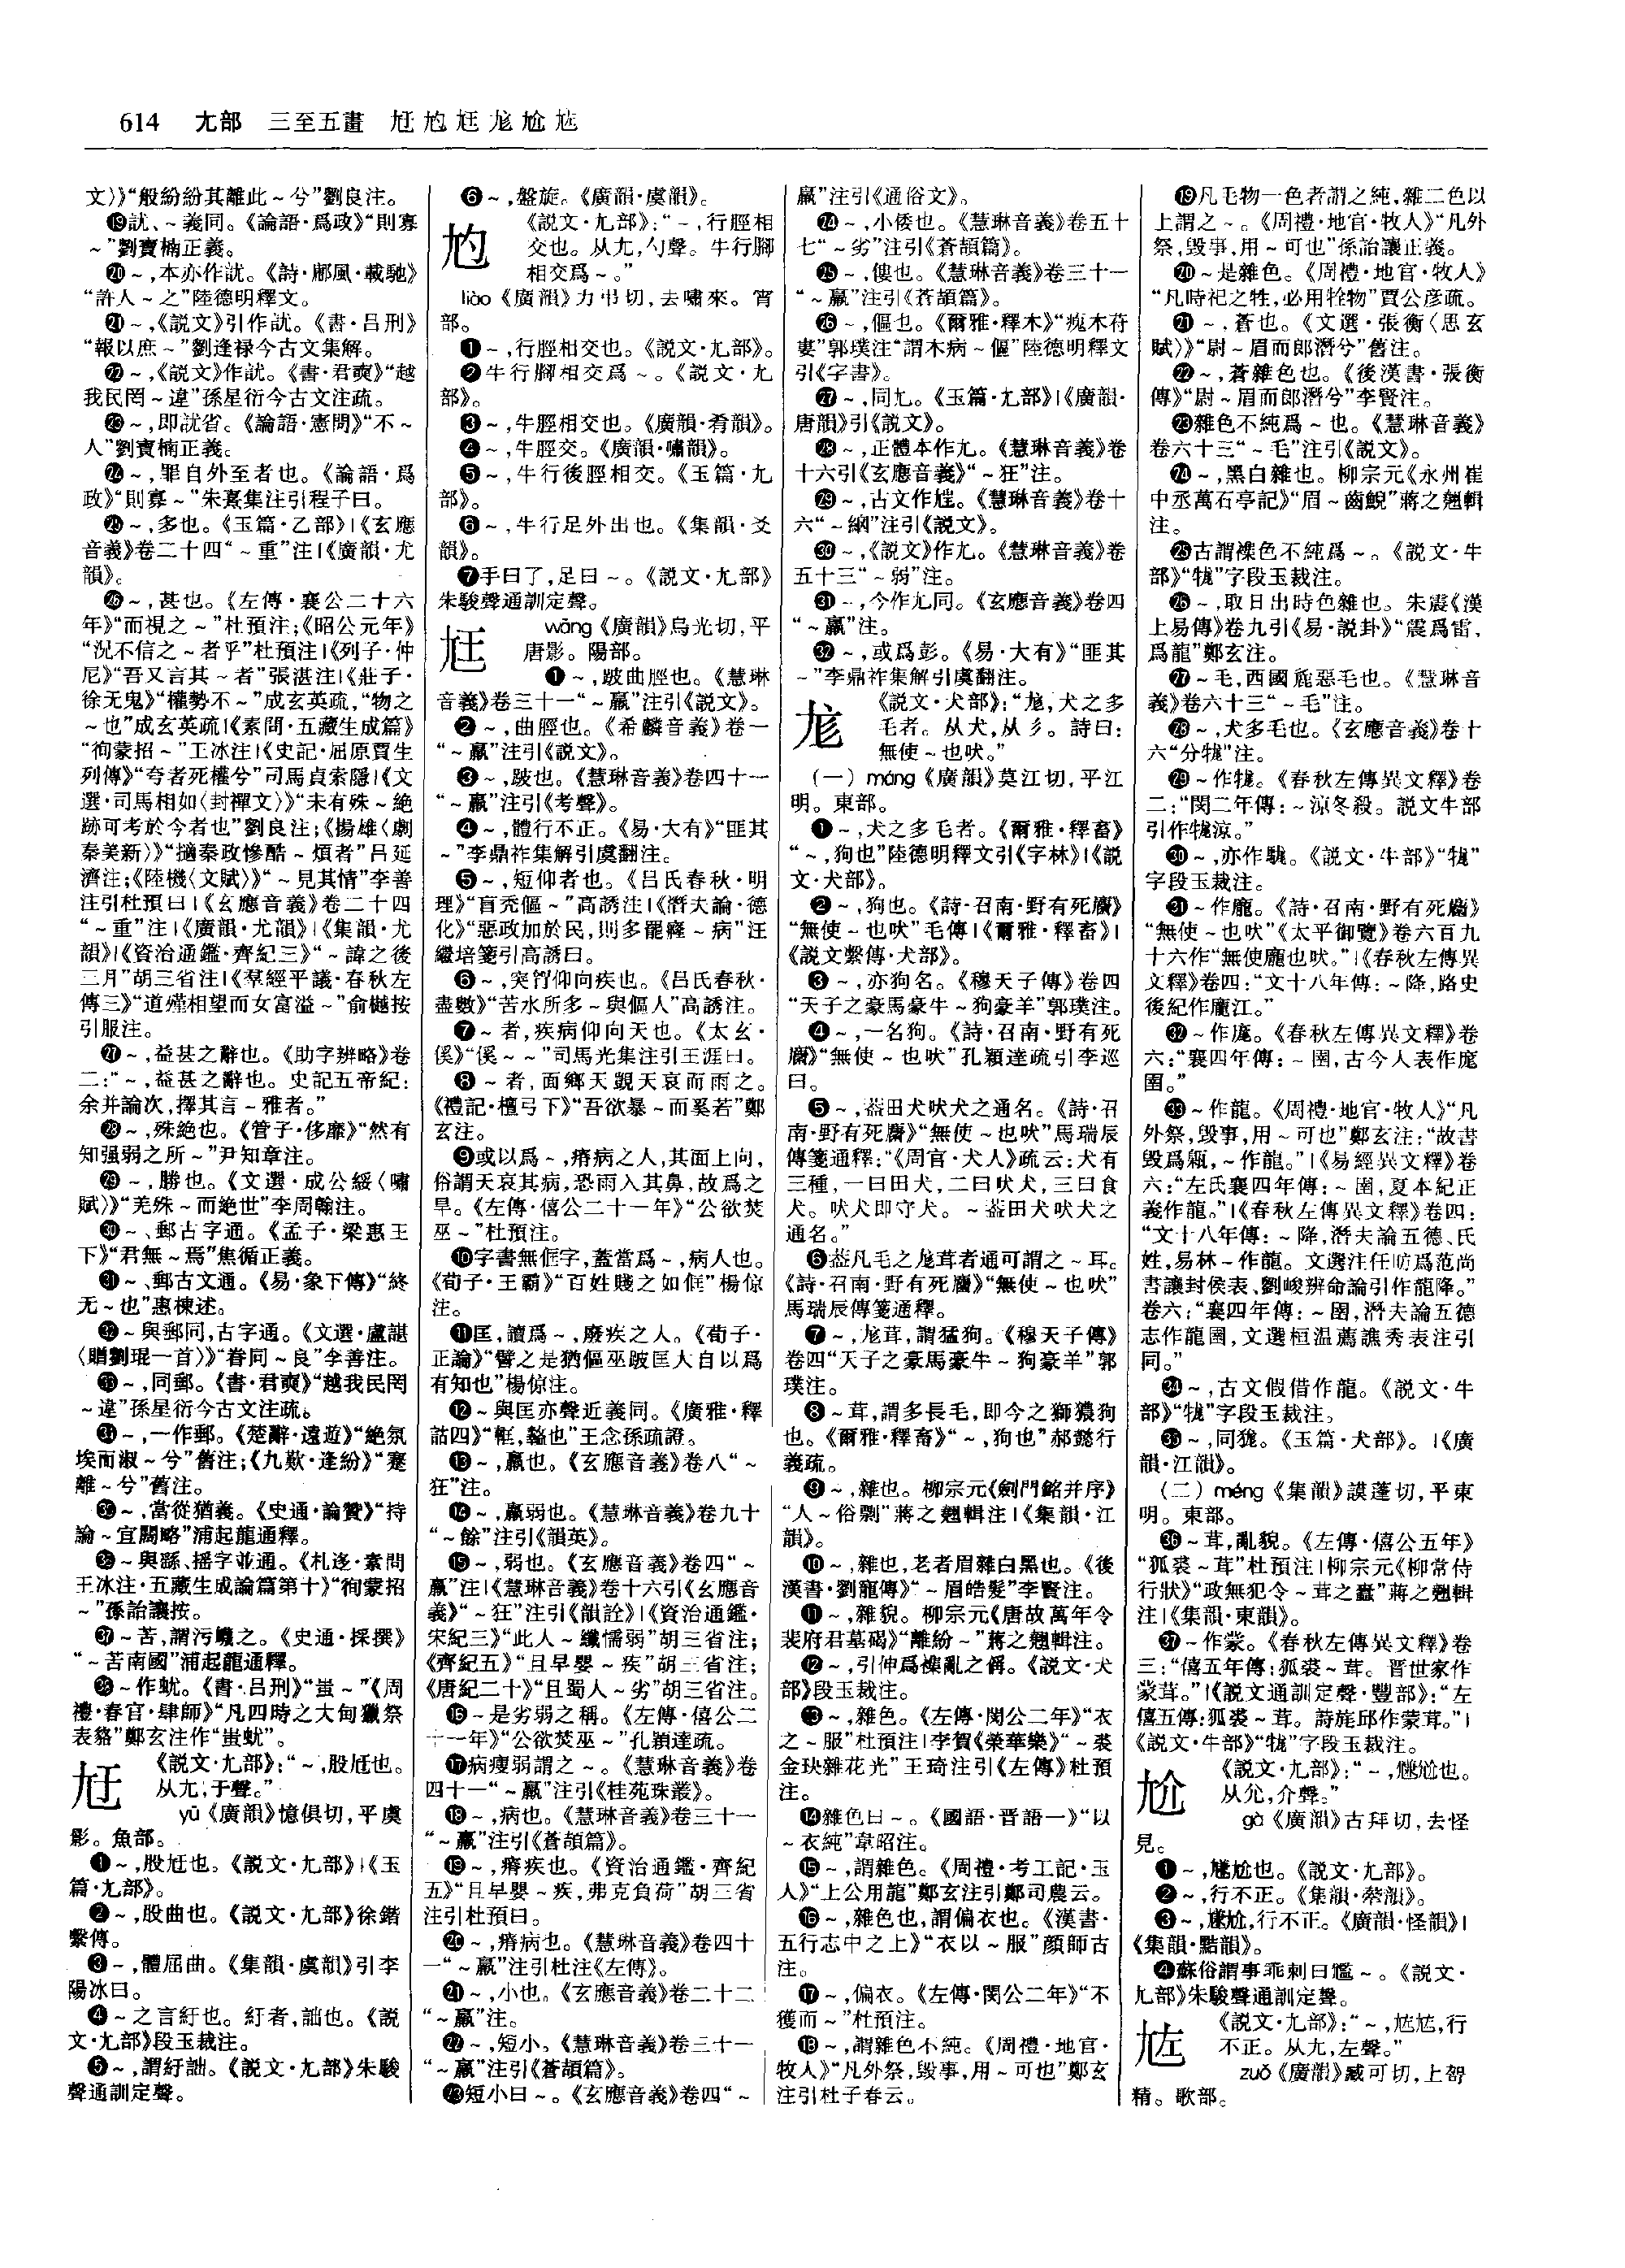 614 尢部 三至五畫 尪尥尪尨尬尪
文〉》“般紛紛其離此～兮”劉良注。
⓳訧、～義同。《論語·爲政》“則寡
～”劉寶楠正義。
⓴～,本亦作訧。《詩·鄘風·載馳》
“許人～之”陸德明釋文。
㉑～,《説文》引作訧。《書·吕刑》
“報以庶～”劉逢禄今古文集解。
㉒～,《説文》作訧。《書·君奭》“越
我民罔～違”孫星衍今古文注疏。
㉓～,即訧省。《論語·憲問》“不～
人”劉寶楠正義。
㉔～,罪自外至者也。《論語·爲
政》“則寡～”朱熹集注引程子曰。
㉕～,多也。《玉篇·乙部》|《玄應
音義》卷二十四“～重”注|《廣韻·尤
韻》。
㉖～,甚也。《左傳·襄公二十六
年》“而視之～”杜預注;《昭公元年》
“況不信之～者乎”杜預注|《列子·仲
尼》“吾又言其～者”張湛注|《莊子·
徐无鬼》“權勢不～”成玄英疏,“物之
～也”成玄英疏|《素問·五藏生成篇》
“徇蒙招～”王冰注|《史記·屈原賈生
列傳》“夸者死權兮”司馬貞索隱|《文
選·司馬相如〈封禪文〉》“未有殊～絶
跡可考於今者也”劉良注;《揚雄〈劇
秦美新〉》“擿秦政慘酷～煩者”吕延
濟注;《陸機〈文賦〉》“～見其情”李善
注引杜預曰|《玄應音義》卷二十四
“～重”注|《廣韻·尤韻》|《集韻·尤
韻》|《資治通鑑·齊紀三》“～諱之後
三月”胡三省注|《羣經平議·春秋左
傳三》“道殣相望而女富溢～”俞樾按
引服注。
㉗～,益甚之辭也。《助字辨略》卷
二:“～,益甚之辭也。史記五帝紀:
余并論次,擇其言～雅者。”
㉘～,殊絶也。《管子·侈靡》“然有
知强弱之所～”尹知章注。
㉙～,勝也。《文選·成公綏〈嘯
賦〉》“羌殊～而絶世”李周翰注。
㉚～、郵古字通。《孟子·梁惠王
下》“君無～焉”焦循正義。
㉛～、郵古文通。《易·象下傳》“終
无～也”惠棟述。
㉜～與郵同,古字通。《文選·盧諶
〈贈劉琨一首〉》“眷同～良”李善注。
㉝～,同郵。《書·君奭》“越我民罔
～違”孫星衍今古文注疏。
㉞～,一作郵。《楚辭·遠遊》“絶氛
埃而淑～兮”舊注;《九歎·逢紛》“蹇
離～兮”舊注。
㉟～,當從猶義。《史通·論贊》“持
論～宜闊略”浦起龍通釋。
㊱～與繇、摇字並通。《札迻·素問
王冰注·五藏生成論篇第十》“徇蒙招
～”孫詒讓按。
㊲～苦,謂污衊之。《史通·採撰》
“～苦南國”浦起龍通釋。
㊳～作蚘。《書·吕刑》“蚩～”《周
禮·春官·肆師》“凡四時之大甸獵祭
表貉”鄭玄注作“蚩蚘”。
《説文·尢部》:“～,股尪也。
从尢,于聲。”
yū《廣韻》憶俱切,平虞
影。魚部。
❶～,股尪也。《説文·尢部》|《玉
篇·尢部》。
❷～,股曲也。《説文·尢部》徐鍇
繫傳。
❸～,體屈曲。《集韻·虞韻》引李
陽冰曰。
❹～之言紆也。紆者,詘也。《説
文·尢部》段玉裁注。
❺～,謂紆詘。《説文·尢部》朱駿
聲通訓定聲。
❻～,盤旋。《廣韻·虞韻》。
尥
《説文·尢部》:“～,行脛相
交也。从尢,勺聲。牛行脚
相交爲～。”
liào《廣韻》力弔切,去嘯來。宵
部。
❶～,行脛相交也。《説文·尢部》。
❷牛行脚相交爲～。《説文·尢
部》。
❸～,牛脛相交也。《廣韻·肴韻》。
❹～,牛脛交。《廣韻·嘯韻》。
❺～,牛行後脛相交。《玉篇·尢
部》。
❻～,牛行足外出也。《集韻·爻
韻》。
❼手曰了,足曰～。《説文·尢部》
朱駿聲通訓定聲。
尪
wāng《廣韻》烏光切,平
唐影。陽部。
❶～,跛曲脛也。《慧琳
音義》卷三十一“～羸”注引《説文》。
❷～,曲脛也。《希麟音義》卷一
“～羸”注引《説文》。
❸～,跛也。《慧琳音義》卷四十一
“～羸”注引《考聲》。
❹～,體行不正。《易·大有》“匪其
～”李鼎祚集解引虞翻注。
❺～,短仰者也。《吕氏春秋·明
理》“盲秃傴～”高誘注|《潛夫論·德
化》“惡政加於民,則多罷癃～病”汪
繼培箋引高誘曰。
❻～,突胷仰向疾也。《吕氏春秋·
盡數》“苦水所多～與傴人”高誘注。
❼～者,疾病仰向天也。《太玄·
傒》“傒～～”司馬光集注引王涯曰。
❽～者,面鄉天覬天哀而雨之。
《禮記·檀弓下》“吾欲暴～而奚若”鄭
玄注。
❾或以爲～,瘠病之人,其面上向,
俗謂天哀其病,恐雨入其鼻,故爲之
旱。《左傳·僖公二十一年》“公欲焚
巫～”杜預注。
❿字書無俇字,蓋當爲～,病人也。
《荀子·王霸》“百姓賤之如俇”楊倞
注。
⓫匡,讀爲～,廢疾之人。《荀子·
正論》“譬之是猶傴巫跛匡大自以爲
有知也”楊倞注。
⓬～與匡亦聲近義同。《廣雅·釋
詁四》“軭,盭也”王念孫疏證。
⓭～,羸也。《玄應音義》卷八“～
狂”注。
⓮～,羸弱也。《慧琳音義》卷九十
“～餘”注引《韻英》。
⓯～,弱也。《玄應音義》卷四“～
羸”注|《慧琳音義》卷十六引《玄應音
義》“～狂”注引《韻詮》|《資治通鑑·
宋紀三》“此人～纖懦弱”胡三省注;
《齊紀五》“且早嬰～疾”胡三省注;
《唐紀二十》“且蜀人～劣”胡三省注。
⓰～是劣弱之稱。《左傳·僖公二
十一年》“公欲焚巫～”孔穎達疏。
⓱病瘦弱謂之～。《慧琳音義》卷
四十一“～羸”注引《桂苑珠叢》。
⓲～,病也。《慧琳音義》卷三十一
“～羸”注引《蒼頡篇》。
⓳～,瘠疾也。《資治通鑑·齊紀
五》“且早嬰～疾,弗克負荷”胡三省
注引杜預曰。
⓴～,瘠病也。《慧琳音義》卷四十
一“～羸”注引杜注《左傳》。
㉑～,小也。《玄應音義》卷二十二
“～羸”注。
㉒～,短小。《慧琳音義》卷三十一
“～羸”注引《蒼頡篇》。
㉓短小曰～。《玄應音義》卷四“～
羸”注引《通俗文》。
㉔～,小矮也。《慧琳音義》卷五十
七“～劣”注引《蒼頡篇》。
㉕～,僂也。《慧琳音義》卷三十一
“～羸”注引《蒼頡篇》。
㉖～,傴也。《爾雅·釋木》“瘣木苻
婁”郭璞注“謂木病～傴”陸德明釋文
引《字書》。
㉗～,同尢。《玉篇·尢部》|《廣韻·
唐韻》引《説文》。
㉘～,正體本作尢。《慧琳音義》卷
十六引《玄應音義》“～狂”注。
㉙～,古文作尩。《慧琳音義》卷十
六“～納”注引《説文》。
㉚～,《説文》作尢。《慧琳音義》卷
五十三“～弱”注。
㉛～,今作尢同。《玄應音義》卷四
“～羸”注。
㉜～,或爲彭。《易·大有》“匪其
～”李鼎祚集解引虞翻注。
尨
《説文·犬部》:“尨,犬之多
毛者。从犬,从彡。詩曰:
無使～也吠。”
(一) máng《廣韻》莫江切,平江
明。東部。
❶～,犬之多毛者。《爾雅·釋畜》
“～,狗也”陸德明釋文引《字林》|《説
文·犬部》。
❷～,狗也。《詩·召南·野有死麕》
“無使～也吠”毛傳|《爾雅·釋畜》|
《説文繫傳·犬部》。
❸～,亦狗名。《穆天子傳》卷四
“天子之豪馬豪牛～狗豪羊”郭璞注。
❹～,一名狗。《詩·召南·野有死
麕》“無使～也吠”孔穎達疏引李巡
曰。
❺～,葢田犬吠犬之通名。《詩·召
南·野有死麕》“無使～也吠”馬瑞辰
傳箋通釋:“《周官·犬人》疏云:犬有
三種,一曰田犬,二曰吠犬,三曰食
犬。吠犬即守犬。～葢田犬吠犬之
通名。”
❻葢凡毛之尨茸者通可謂之～耳。
《詩·召南·野有死麕》“無使～也吠”
馬瑞辰傳箋通釋。
❼～,尨茸,謂猛狗。《穆天子傳》
卷四“天子之豪馬豪牛～狗豪羊”郭
璞注。
❽～茸,謂多長毛,即今之獅猥狗
也。《爾雅·釋畜》“～,狗也”郝懿行
義疏。
❾～,雜也。柳宗元《劍門銘并序》
“人～俗剽”蔣之翹輯注|《集韻·江
韻》。
❿～,雜也,老者眉雜白黑也。《後
漢書·劉寵傳》“～眉皓髮”李賢注。
⓫～,雜貌。柳宗元《唐故萬年令
裴府君墓碣》“離紛～”蔣之翹輯注。
⓬～,引伸爲襍亂之偁。《説文·犬
部》段玉裁注。
⓭～,雜色。《左傳·閔公二年》“衣
之～服”杜預注|李賀《榮華樂》“～裘
金玦雜花光”王琦注引《左傳》杜預
注。
⓮雜色曰～。《國語·晉語一》“以
～衣純”韋昭注。
⓯～,謂雜色。《周禮·考工記·玉
人》“上公用龍”鄭玄注引鄭司農云。
⓰～,雜色也,謂偏衣也。《漢書·
五行志中之上》“衣以～服”顔師古
注。
⓱～,偏衣。《左傳·閔公二年》“不
獲而～”杜預注。
⓲～,謂雜色不純。《周禮·地官·
牧人》“凡外祭,毁事,用～可也”鄭玄
注引杜子春云。
⓳凡毛物一色者謂之純,雜二色以
上謂之～。《周禮·地官·牧人》“凡外
祭,毁事,用～可也”孫詒讓正義。
⓴～是雜色。《周禮·地官·牧人》
“凡時祀之牲,必用牷物”賈公彦疏。
㉑～,蒼也。《文選·張衡〈思玄
賦〉》“尉～眉而郎潛兮”舊注。
㉒～,蒼雜色也。《後漢書·張衡
傳》“尉～眉而郎潛兮”李賢注。
㉓雜色不純爲～也。《慧琳音義》
卷六十三“～毛”注引《説文》。
㉔～,黑白雜也。柳宗元《永州崔
中丞萬石亭記》“眉～齒鯢”蔣之翹輯
注。
㉕古謂襍色不純爲～。《説文·牛
部》“牻”字段玉裁注。
㉖～,取日出時色雜也。朱震《漢
上易傳》卷九引《易·説卦》“震爲雷,
爲龍”鄭玄注。
㉗～毛,西國麁惡毛也。《慧琳音
義》卷六十三“～毛”注。
㉘～,犬多毛也。《玄應音義》卷十
六“分牻”注。
㉙～作牻。《春秋左傳異文釋》卷
二:“閔二年傳:～涼冬殺。説文牛部
引作牻涼。”
㉚～,亦作駹。《説文·牛部》“牻”
字段玉裁注。
㉛～作龐。《詩·召南·野有死麕》
“無使～也吠”《太平御覽》卷六百九
十六作“無使龐也吠。”|《春秋左傳異
文釋》卷四:“文十八年傳:～降,路史
後紀作龐江。”
㉜～作厖。《春秋左傳異文釋》卷
六:“襄四年傳:～圉,古今人表作厖
圉。”
㉝～作龍。《周禮·地官·牧人》“凡
外祭,毁事,用～可也”鄭玄注:“故書
毁爲甈,～作龍。”|《易經異文釋》卷
六:“左氏襄四年傳:～圉,夏本紀正
義作龍。”|《春秋左傳異文釋》卷四:
“文十八年傳:～降,潛夫論五德、氏
姓,易林～作龍。文選注任昉爲范尚
書讓封侯表、劉峻辨命論引作龍降。”
卷六:“襄四年傳:～圉,潛夫論五德
志作龍圉,文選桓温薦譙秀表注引
同。”
㉞～,古文假借作龍。《説文·牛
部》“牻”字段玉裁注。
㉟～,同狵。《玉篇·犬部》。|《廣
韻·江韻》。
(二) méng《集韻》謨蓬切,平東
明。東部。
㊱～茸,亂貌。《左傳·僖公五年》
“狐裘～茸”杜預注|柳宗元《柳常侍
行狀》“政無犯令～茸之蠹”蔣之翹輯
注|《集韻·東韻》。
㊲～作蒙。《春秋左傳異文釋》卷
三:“僖五年傳:狐裘～茸。晉世家作
蒙茸。”|《説文通訓定聲·豐部》:“左
僖五傳:狐裘～茸。詩旄邱作蒙茸。”|
《説文·牛部》“牻”字段玉裁注。
尬
《説文·尢部》:“～,尲尬也。
从尢,介聲。”
gà《廣韻》古拜切,去怪
見。
❶～,尲尬也。《説文·尢部》。
❷～,行不正。《集韻·禡韻》。
❸～,尲尬,行不正。《廣韻·怪韻》|
《集韻·黠韻》。
❹蘇俗謂事乖刺曰尲～。《説文·
尢部》朱駿聲通訓定聲。
《説文·尢部》:“～,㝾㝾,行
不正。从尢,左聲。”
zuǒ《廣韻》臧可切,上哿
精。歌部。